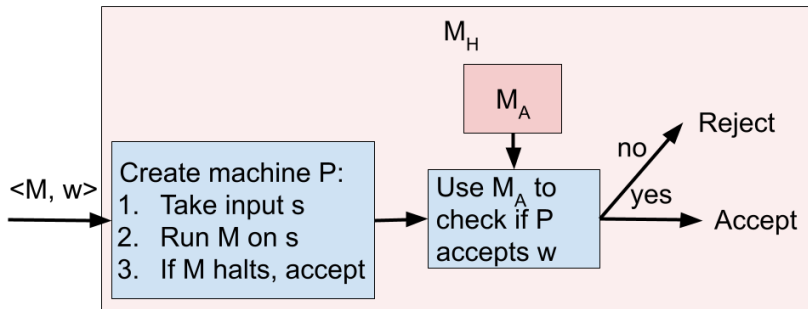 M_H
M_A
<M, w>
Create machine P:
1. Take input s
2. Run M on s
3. If M halts, accept
Use M_A to
check if P
accepts w
no
yes
Reject
Accept